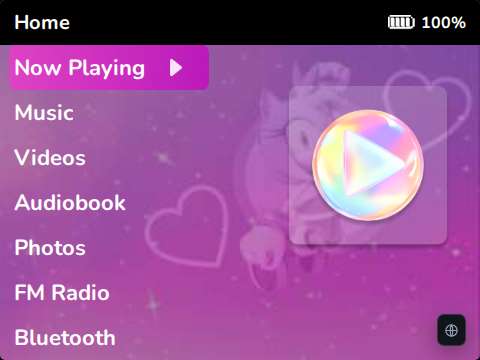 Home
100%
Now Playing
Music
Videos
Audiobook
Photos
FM Radio
Bluetooth